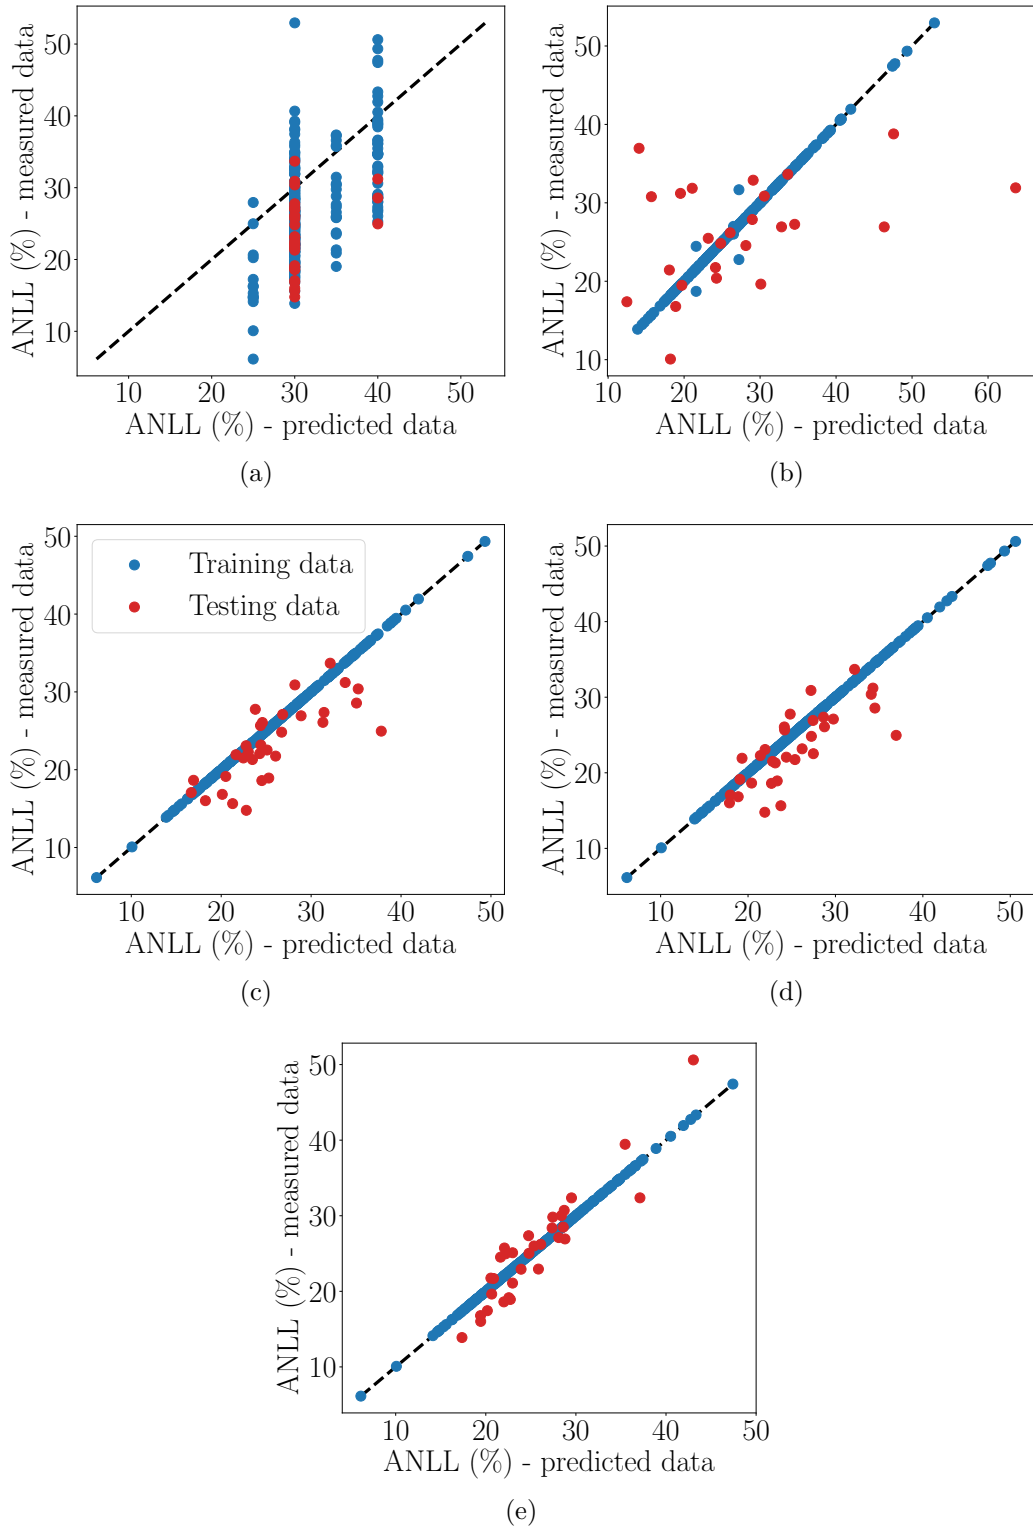 50
40
30
20
10
ANLL (%) - measured data
10 20 30 40 50
ANLL (%) - predicted data
(a)
50
40
30
20
10
ANLL (%) - measured data
10 20 30 40 50 60
ANLL (%) - predicted data
(b)
Training data
Testing data
50
40
30
20
10
ANLL (%) - measured data
10 20 30 40 50
ANLL (%) - predicted data
(c)
50
40
30
20
10
ANLL (%) - measured data
10 20 30 40 50
ANLL (%) - predicted data
(d)
50
40
30
20
10
ANLL (%) - measured data
10 20 30 40 50
ANLL (%) - predicted data
(e)